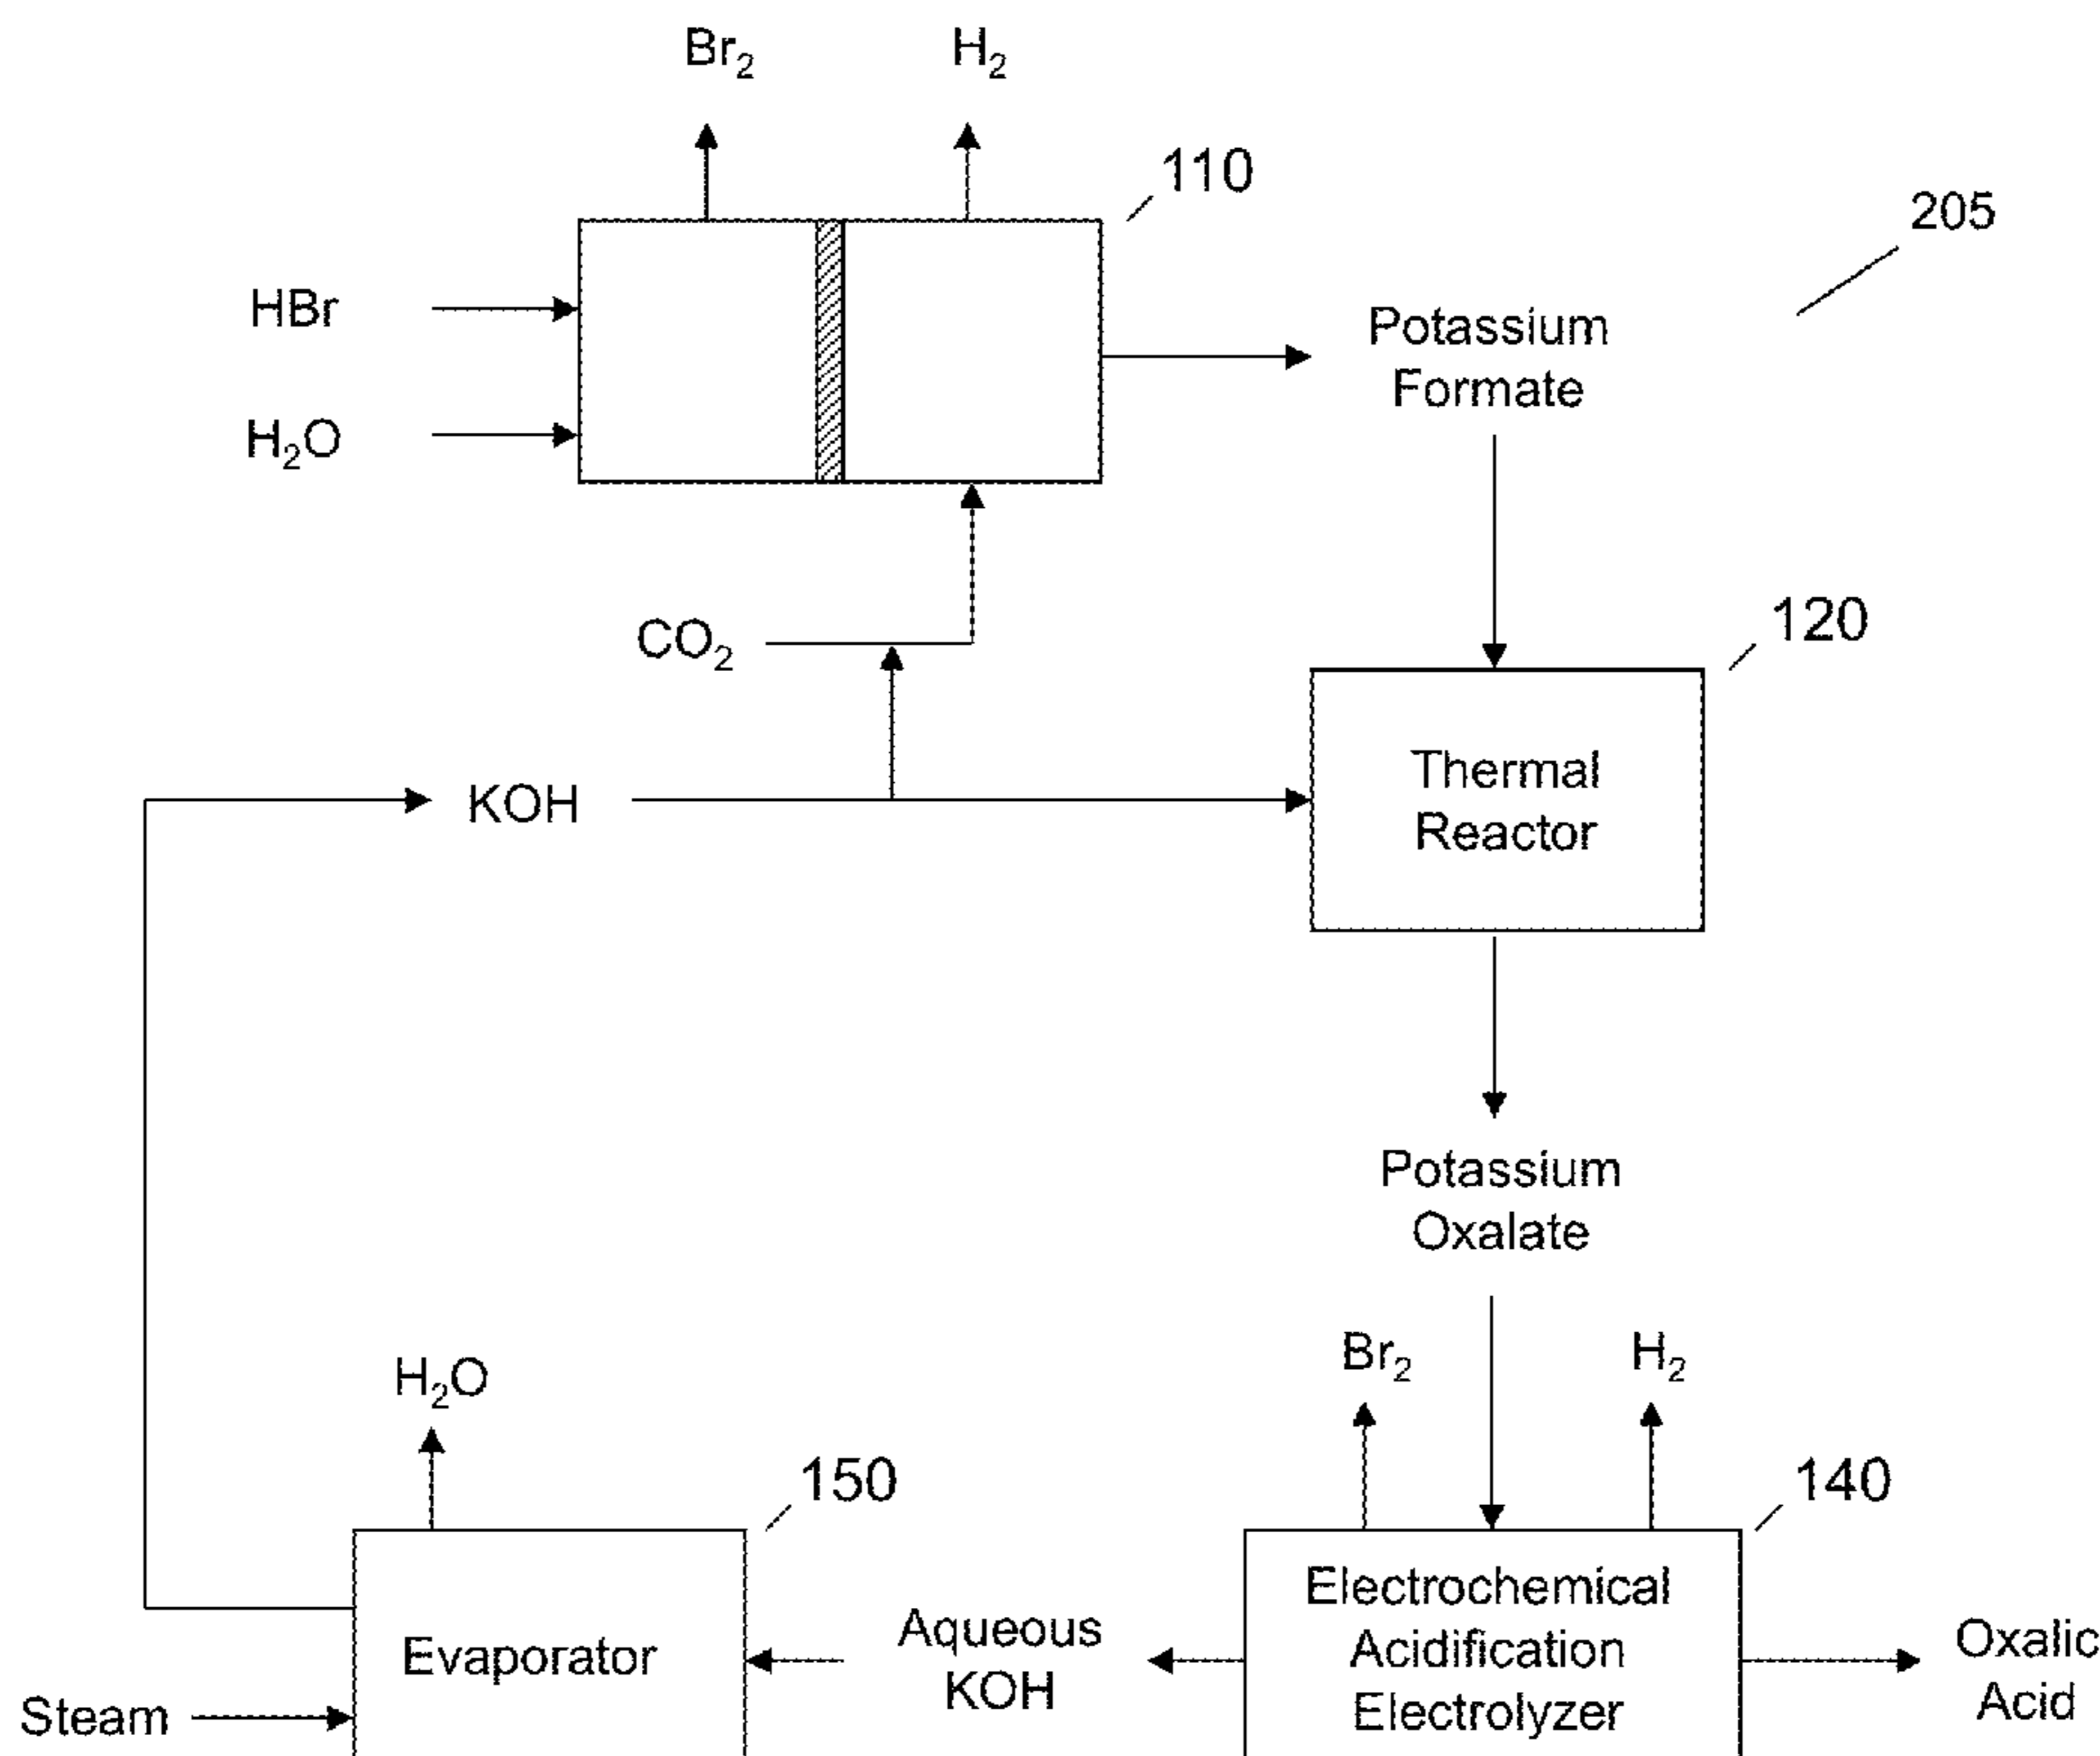 Br₂
H₂
110
205
HBr
Potassium
Formate
H₂O
CO₂
120
KOH
Thermal
Reactor
Potassium
Oxalate
H₂O
Br₂
H₂
150
140
Evaporator
Steam
Aqueous
KOH
Electrochemical
Acidification
Electrolyzer
Oxalic
Acid